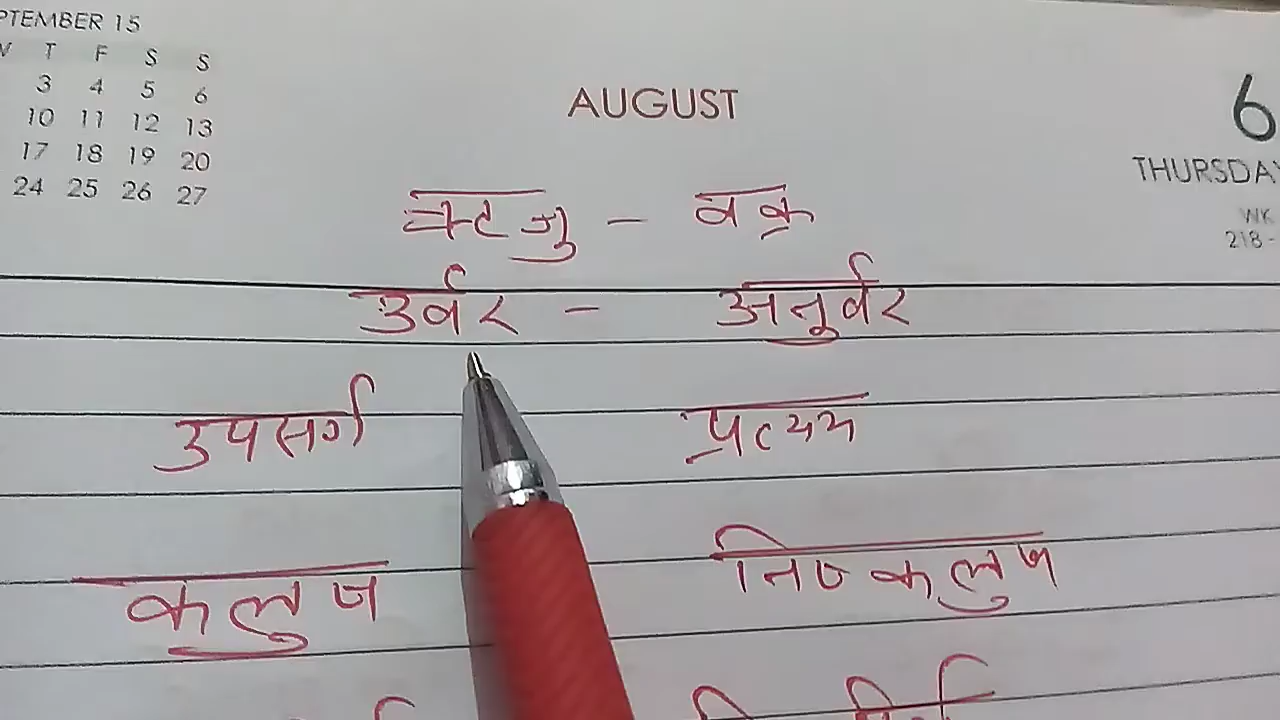 PTEMBER 15
T F S S
3 4 5 6
10 11 12 13
17 18 19 20
24 25 26 27
AUGUST
6
THURSDAY
WK
218 -
ऋजु - वक्र
उर्वर - अनुर्वर
उपसर्ग प्रत्यय
कलुष निष्कलुष